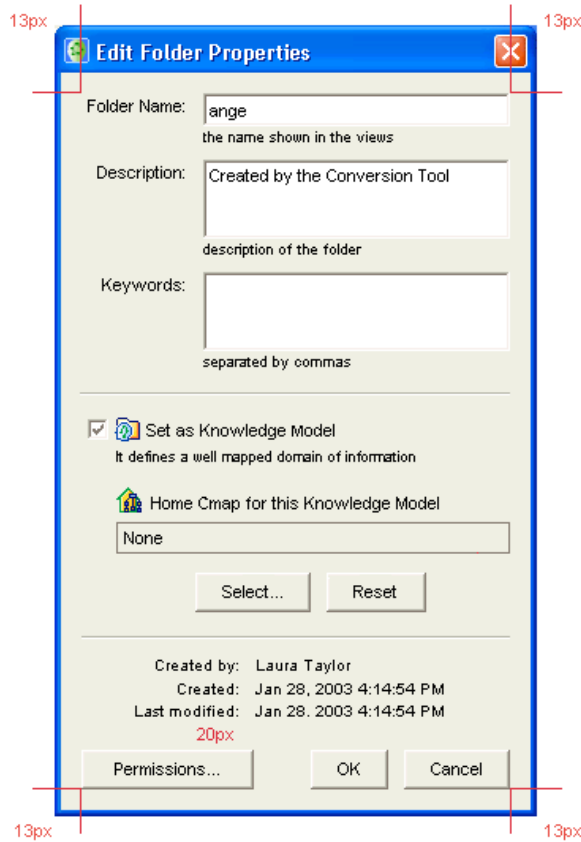 13px 13px
Edit Folder Properties
Folder Name: ange
the name shown in the views
Description: Created by the Conversion Tool
description of the folder
Keywords:
separated by commas
Set as Knowledge Model
It defines a well mapped domain of information
Home Cmap for this Knowledge Model
None
Select... Reset
Created by: Laura Taylor
Created: Jan 28, 2003 4:14:54 PM
Last modified: Jan 28. 2003 4:14:54 PM
20px
Permissions... OK Cancel
13px 13px